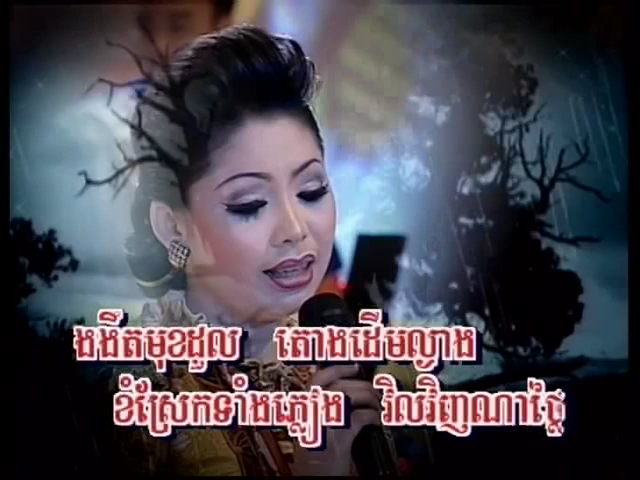 ងងឹតមុខដួល តោងដើមល្ងាង
ខំស្រែកទាំងភ្លៀង វិលវិញណាថ្លៃ